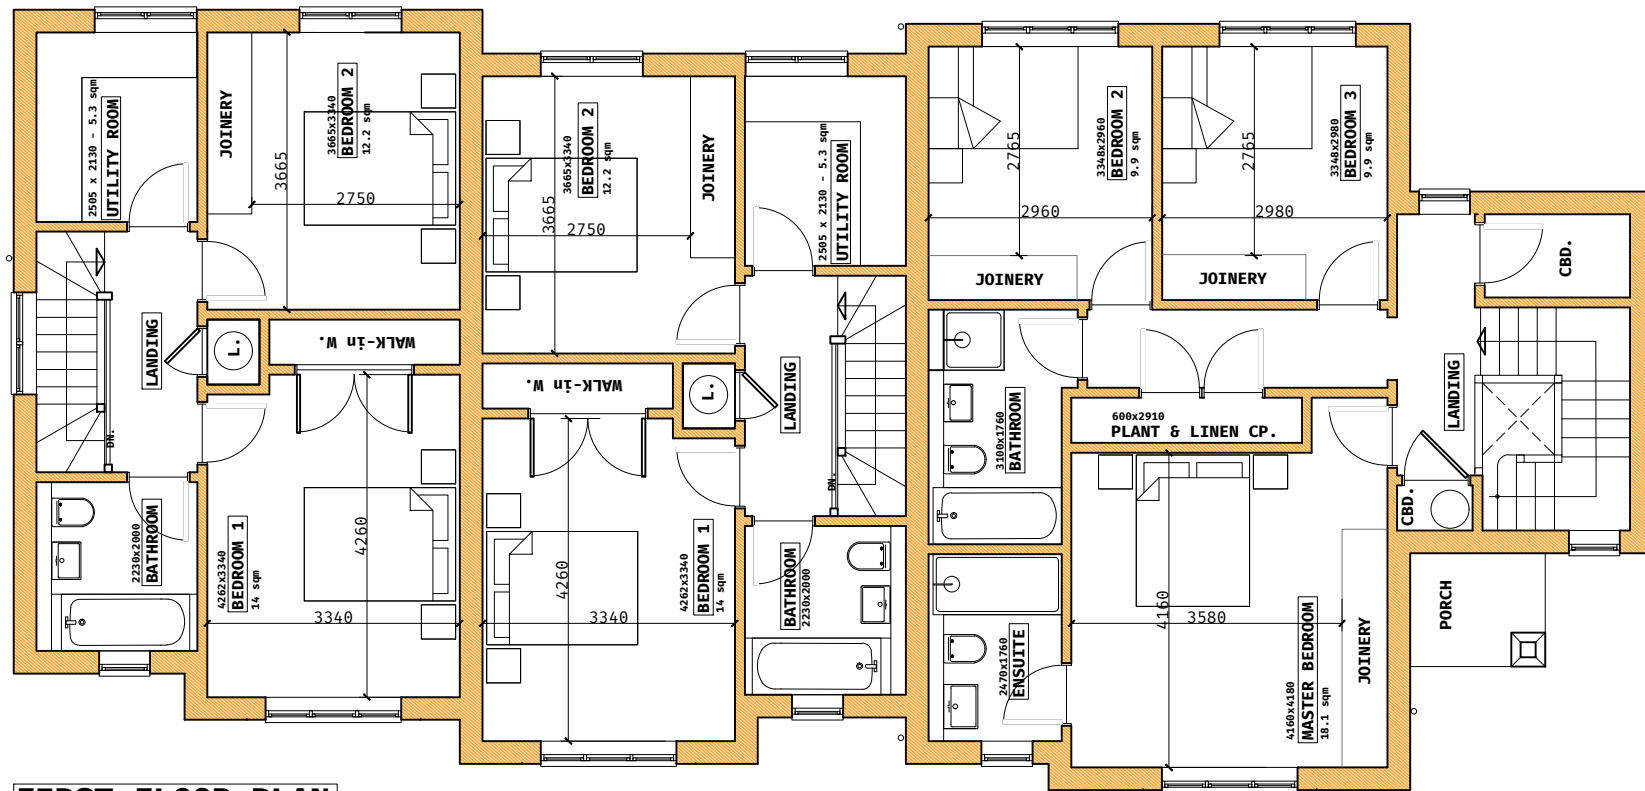 2505 x 2130 - 5.3 sqm
UTILITY ROOM
JOINERY
3665
3665x3340
BEDROOM 2
12.2 sqm
2750
LANDING
L.
WALK-in W.
DN.
2230x2000
BATHROOM
4262x3340
BEDROOM 1
14 sqm
4260
3340
3665
3665x3340
BEDROOM 2
12.2 sqm
2750
JOINERY
2505 x 2130 - 5.3 sqm
UTILITY ROOM
WALK-in W.
L.
LANDING
DN.
4260
3340
4262x3340
BEDROOM 1
14 sqm
BATHROOM
2230x2000
2765
3348x2960
BEDROOM 2
9.9 sqm
2960
JOINERY
2765
3348x2980
BEDROOM 3
9.9 sqm
2980
JOINERY
CBD.
3100x1760
BATHROOM
600x2910
PLANT & LINEN CP.
LANDING
CBD.
2470x1760
ENSUITE
4160
3580
4160x4180
MASTER BEDROOM
18.1 sqm
JOINERY
PORCH
FIRST FLOOR PLAN